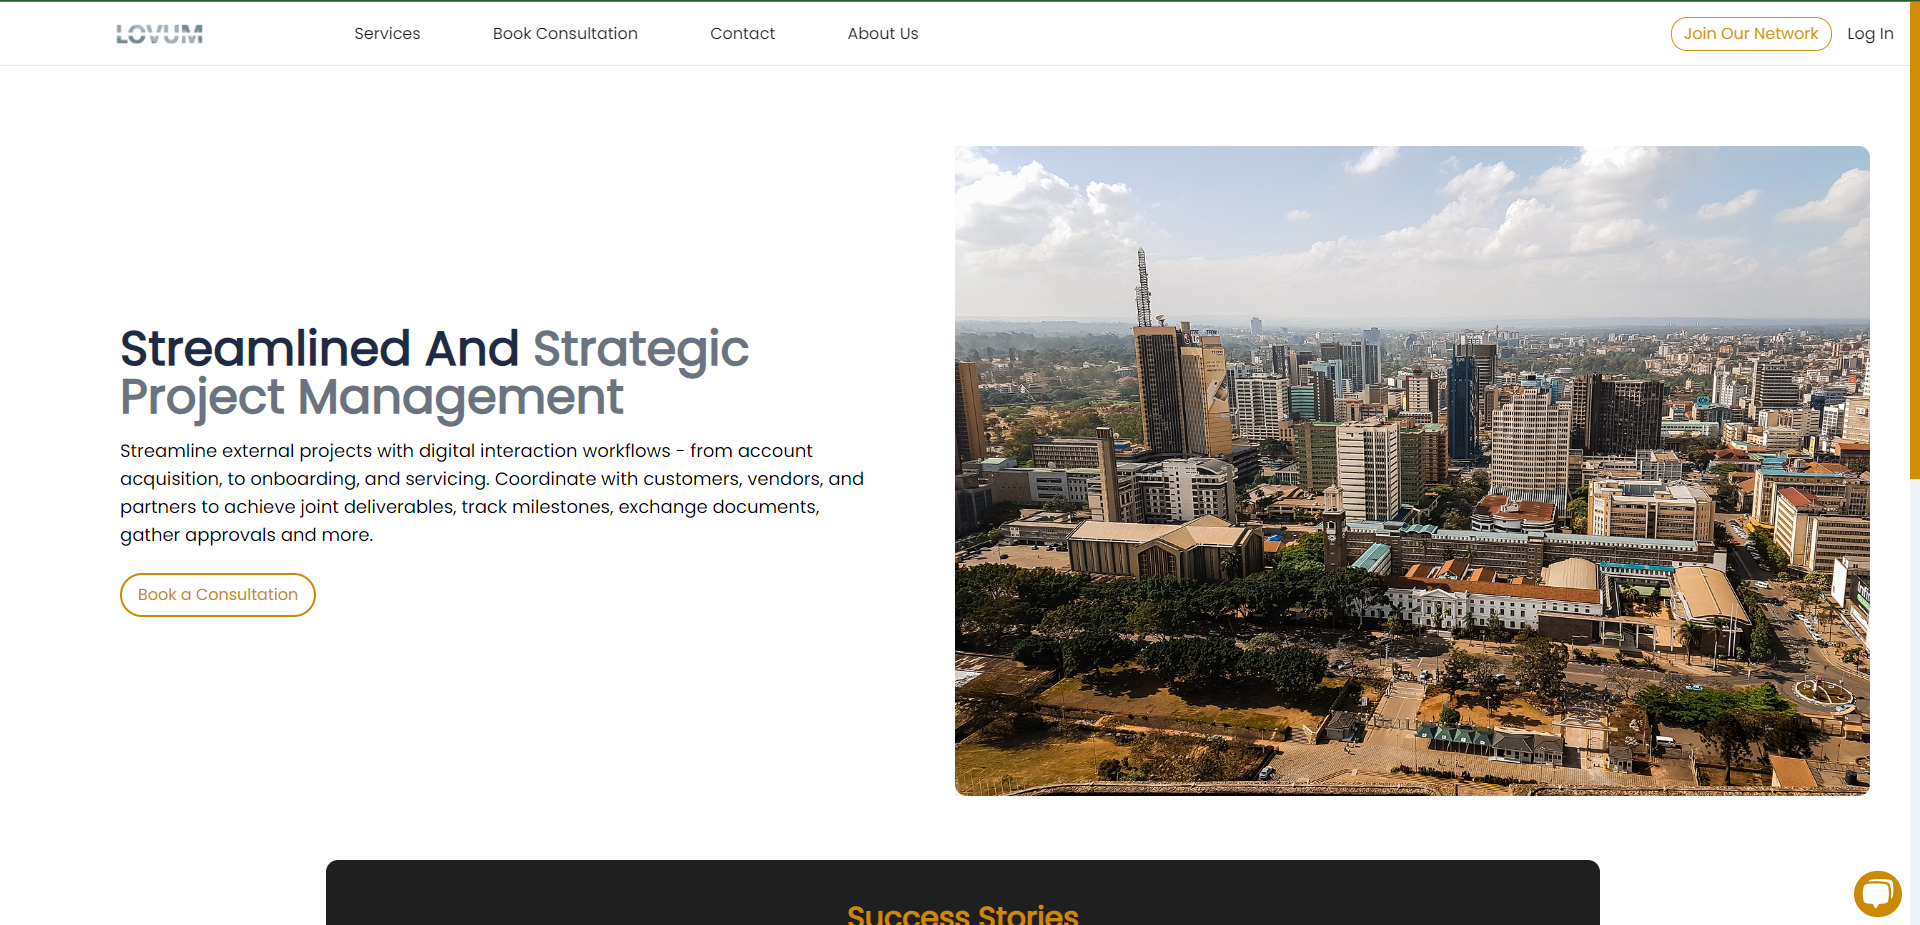 LOVUM
Services
Book Consultation
Contact
About Us
Join Our Network
Log In
Streamlined And Strategic
Project Management
Streamline external projects with digital interaction workflows - from account
acquisition, to onboarding, and servicing. Coordinate with customers, vendors, and
partners to achieve joint deliverables, track milestones, exchange documents,
gather approvals and more.
Book a Consultation
Success Stories